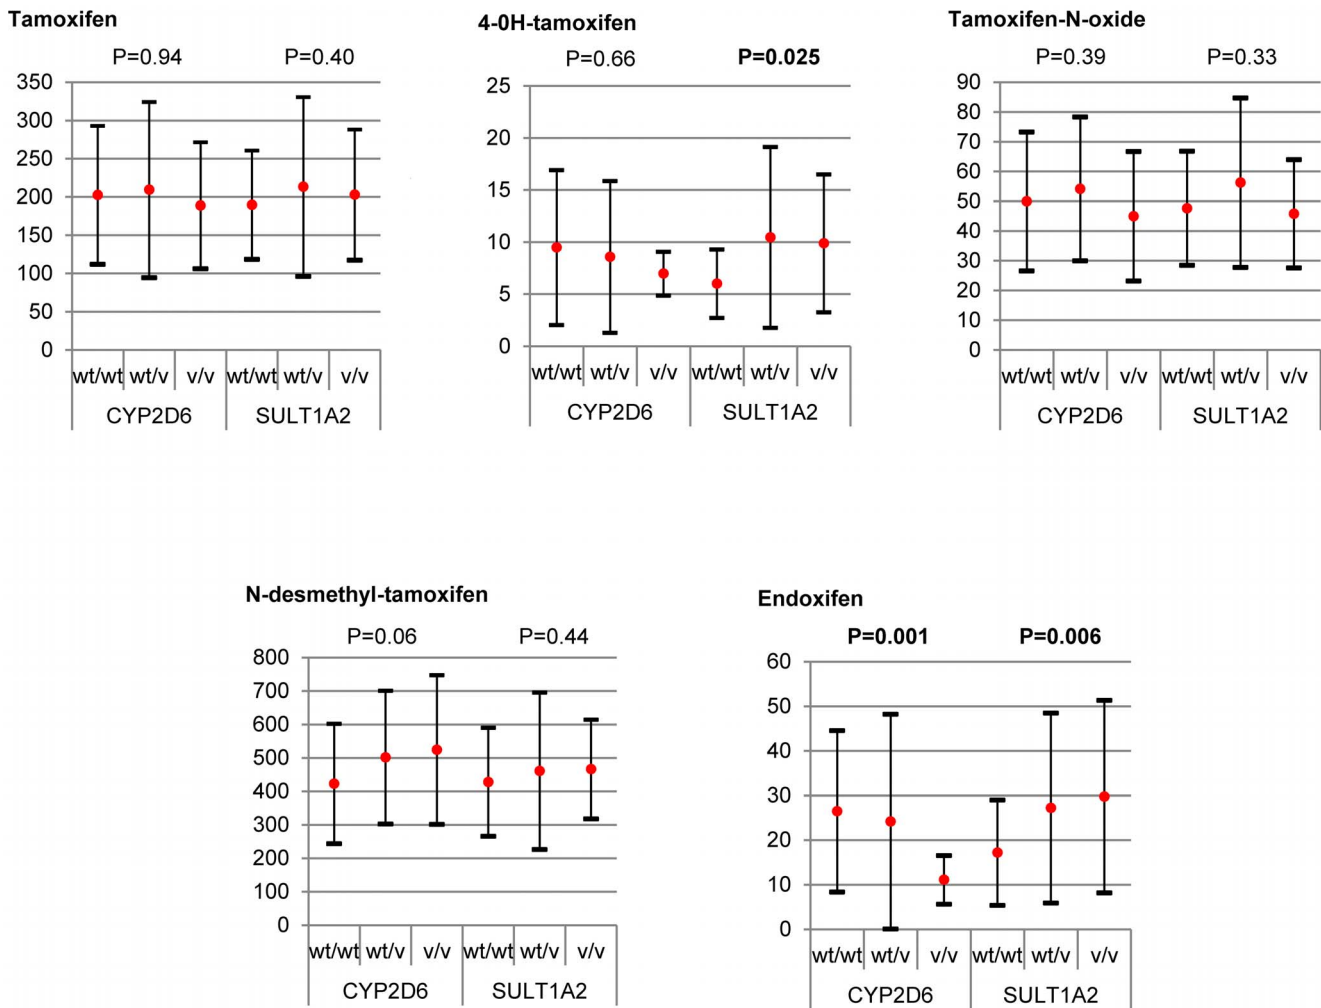 Tamoxifen
P=0.94 P=0.40
350
300
250
200
150
100
50
0
wt/wt wt/v v/v wt/wt wt/v v/v
CYP2D6 SULT1A2
4-0H-tamoxifen
P=0.66 P=0.025
25
20
15
10
5
0
wt/wt wt/v v/v wt/wt wt/v v/v
CYP2D6 SULT1A2
Tamoxifen-N-oxide
P=0.39 P=0.33
90
80
70
60
50
40
30
20
10
0
wt/wt wt/v v/v wt/wt wt/v v/v
CYP2D6 SULT1A2
N-desmethyl-tamoxifen
P=0.06 P=0.44
800
700
600
500
400
300
200
100
0
wt/wt wt/v v/v wt/wt wt/v v/v
CYP2D6 SULT1A2
Endoxifen
P=0.001 P=0.006
60
50
40
30
20
10
0
wt/wt wt/v v/v wt/wt wt/v v/v
CYP2D6 SULT1A2